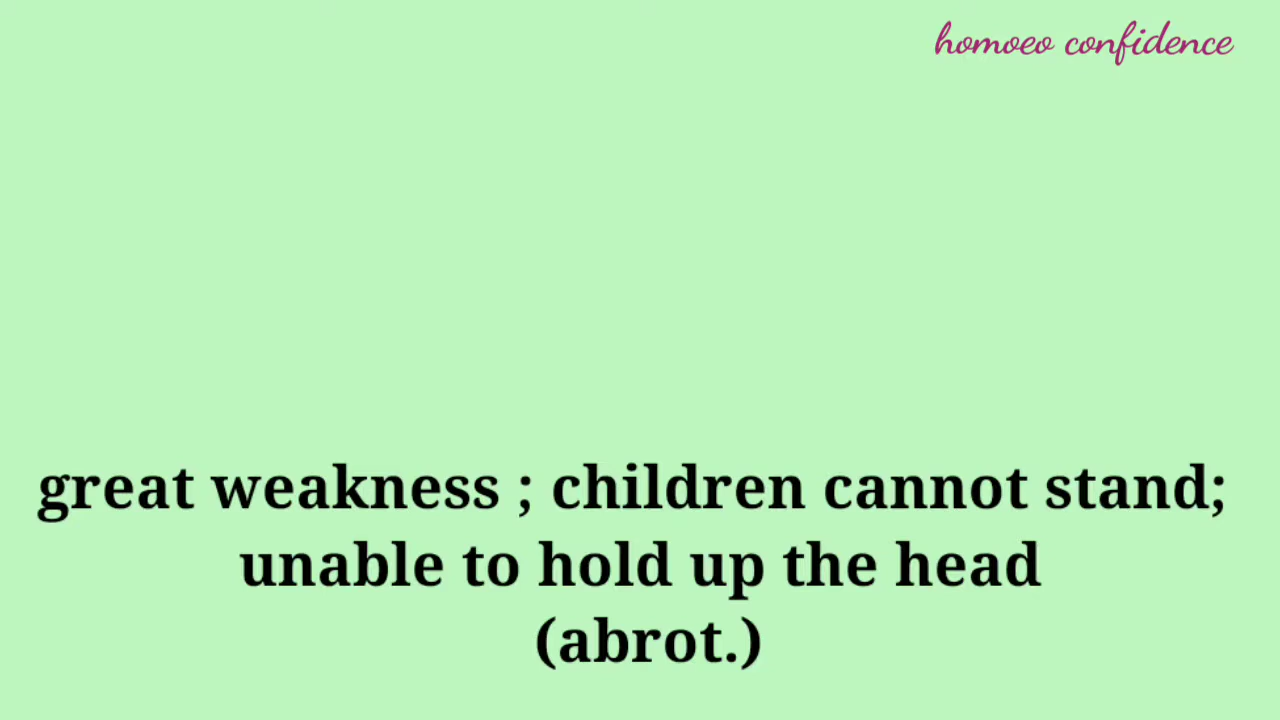 homoeo confidence
great weakness ; children cannot stand;
unable to hold up the head
(abrot.)